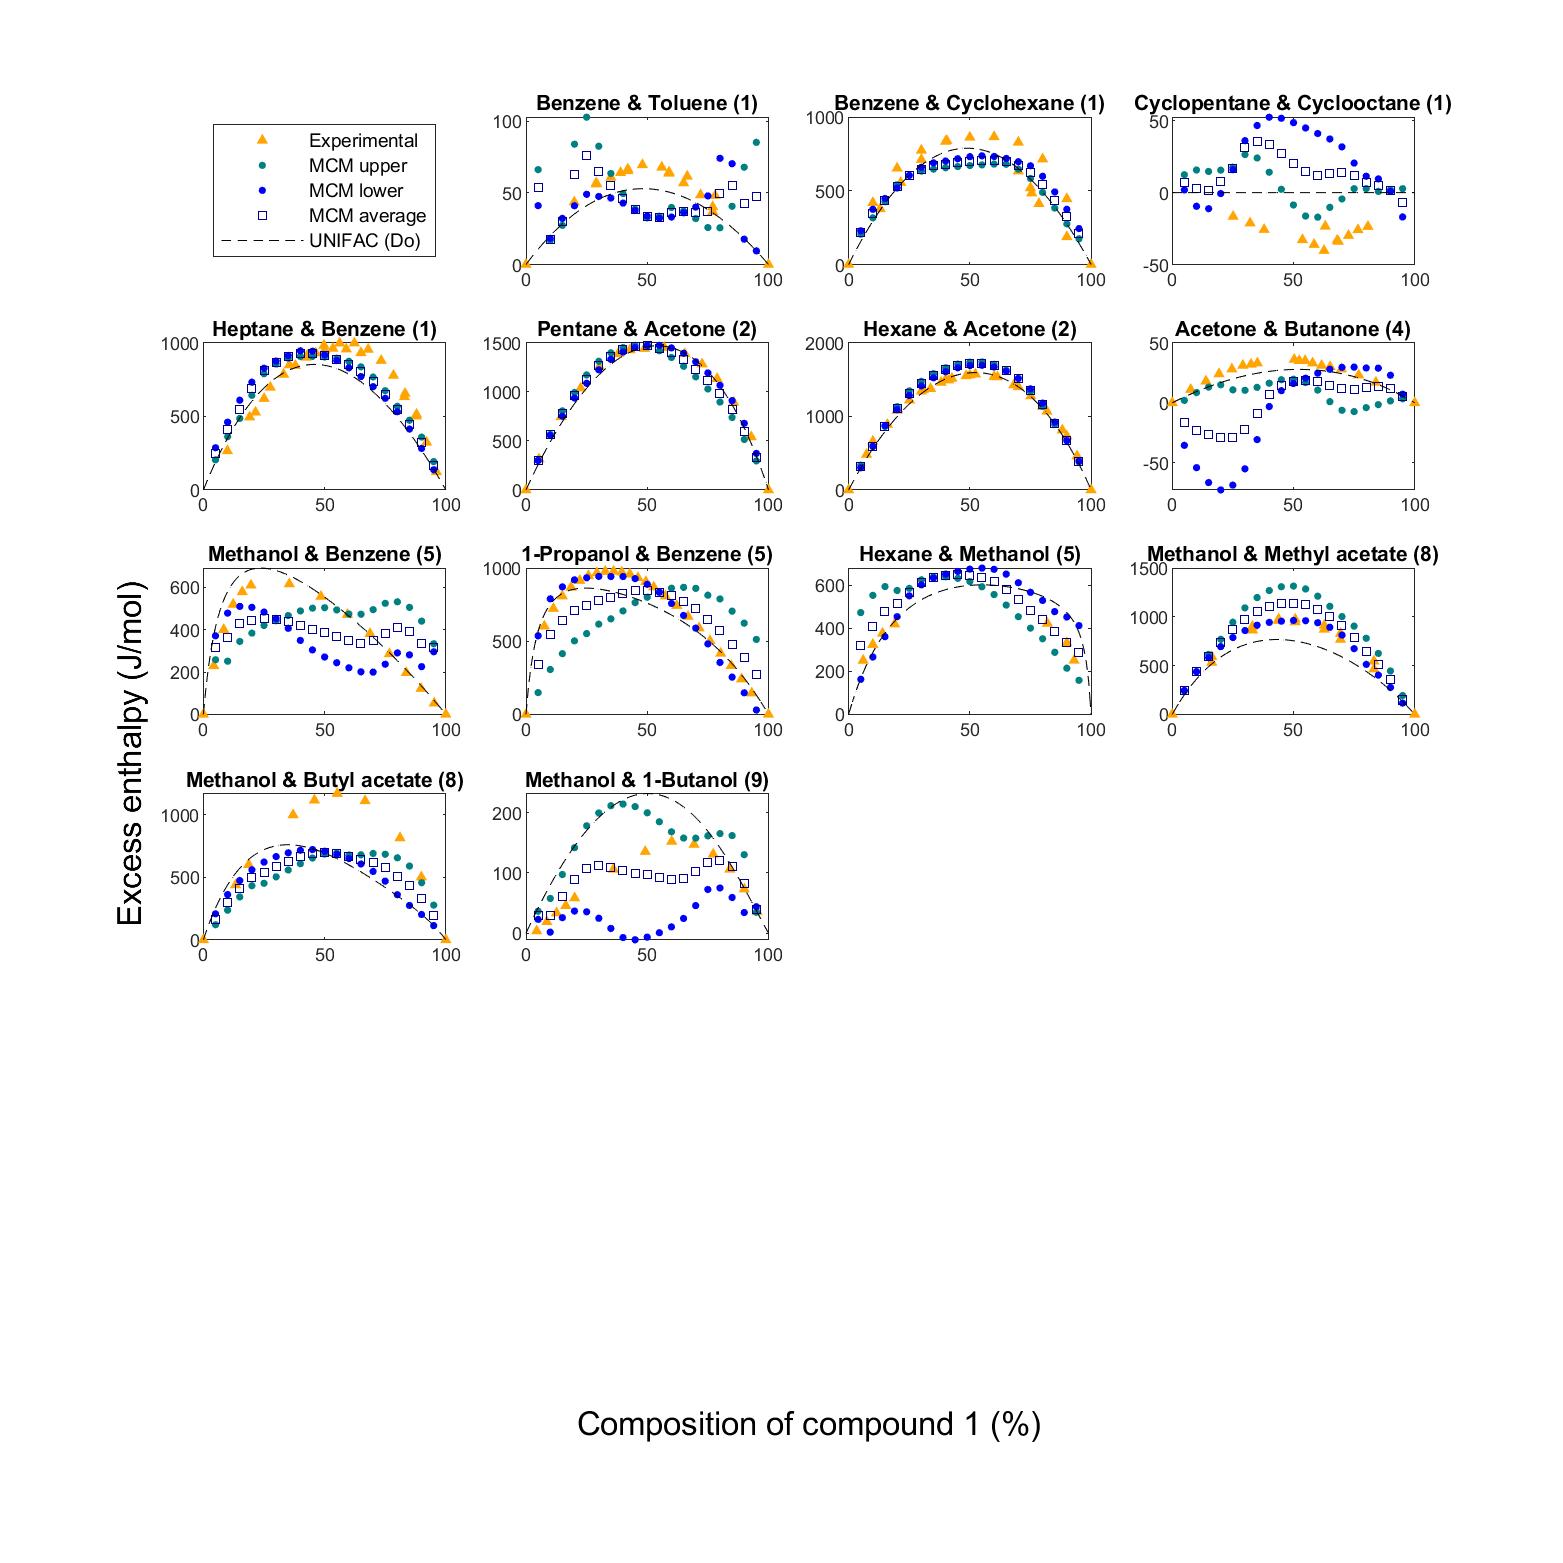 Experimental
MCM upper
MCM lower
MCM average
UNIFAC (Do)
Benzene & Toluene (1)
100
50
0
0 50 100
Benzene & Cyclohexane (1)
1000
500
0
0 50 100
Cyclopentane & Cyclooctane (1)
50
0
-50
0 50 100
Heptane & Benzene (1)
1000
500
0
0 50 100
Pentane & Acetone (2)
1500
1000
500
0
0 50 100
Hexane & Acetone (2)
2000
1000
0
0 50 100
Acetone & Butanone (4)
50
0
-50
0 50 100
Methanol & Benzene (5)
600
400
200
0
0 50 100
1-Propanol & Benzene (5)
1000
500
0
0 50 100
Hexane & Methanol (5)
600
400
200
0
0 50 100
Methanol & Methyl acetate (8)
1500
1000
500
0
0 50 100
Methanol & Butyl acetate (8)
1000
500
0
0 50 100
Methanol & 1-Butanol (9)
200
100
0
0 50 100
Excess enthalpy (J/mol)
Composition of compound 1 (%)